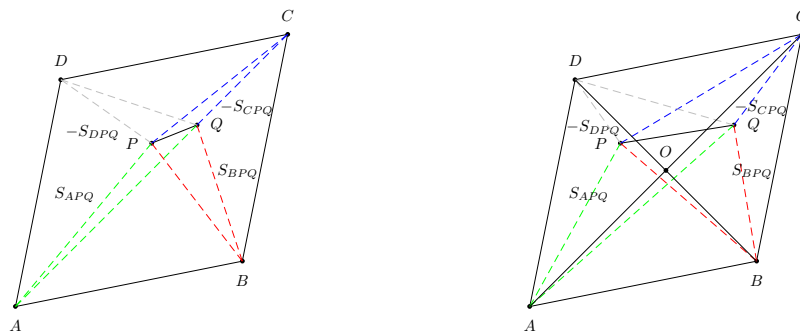 C
D
-S_{CPQ}
-S_{DPQ}
Q
P
S_{BPQ}
S_{APQ}
B
A
C
D
-S_{CPQ}
-S_{DPQ}
Q
P
O
S_{BPQ}
S_{APQ}
B
A